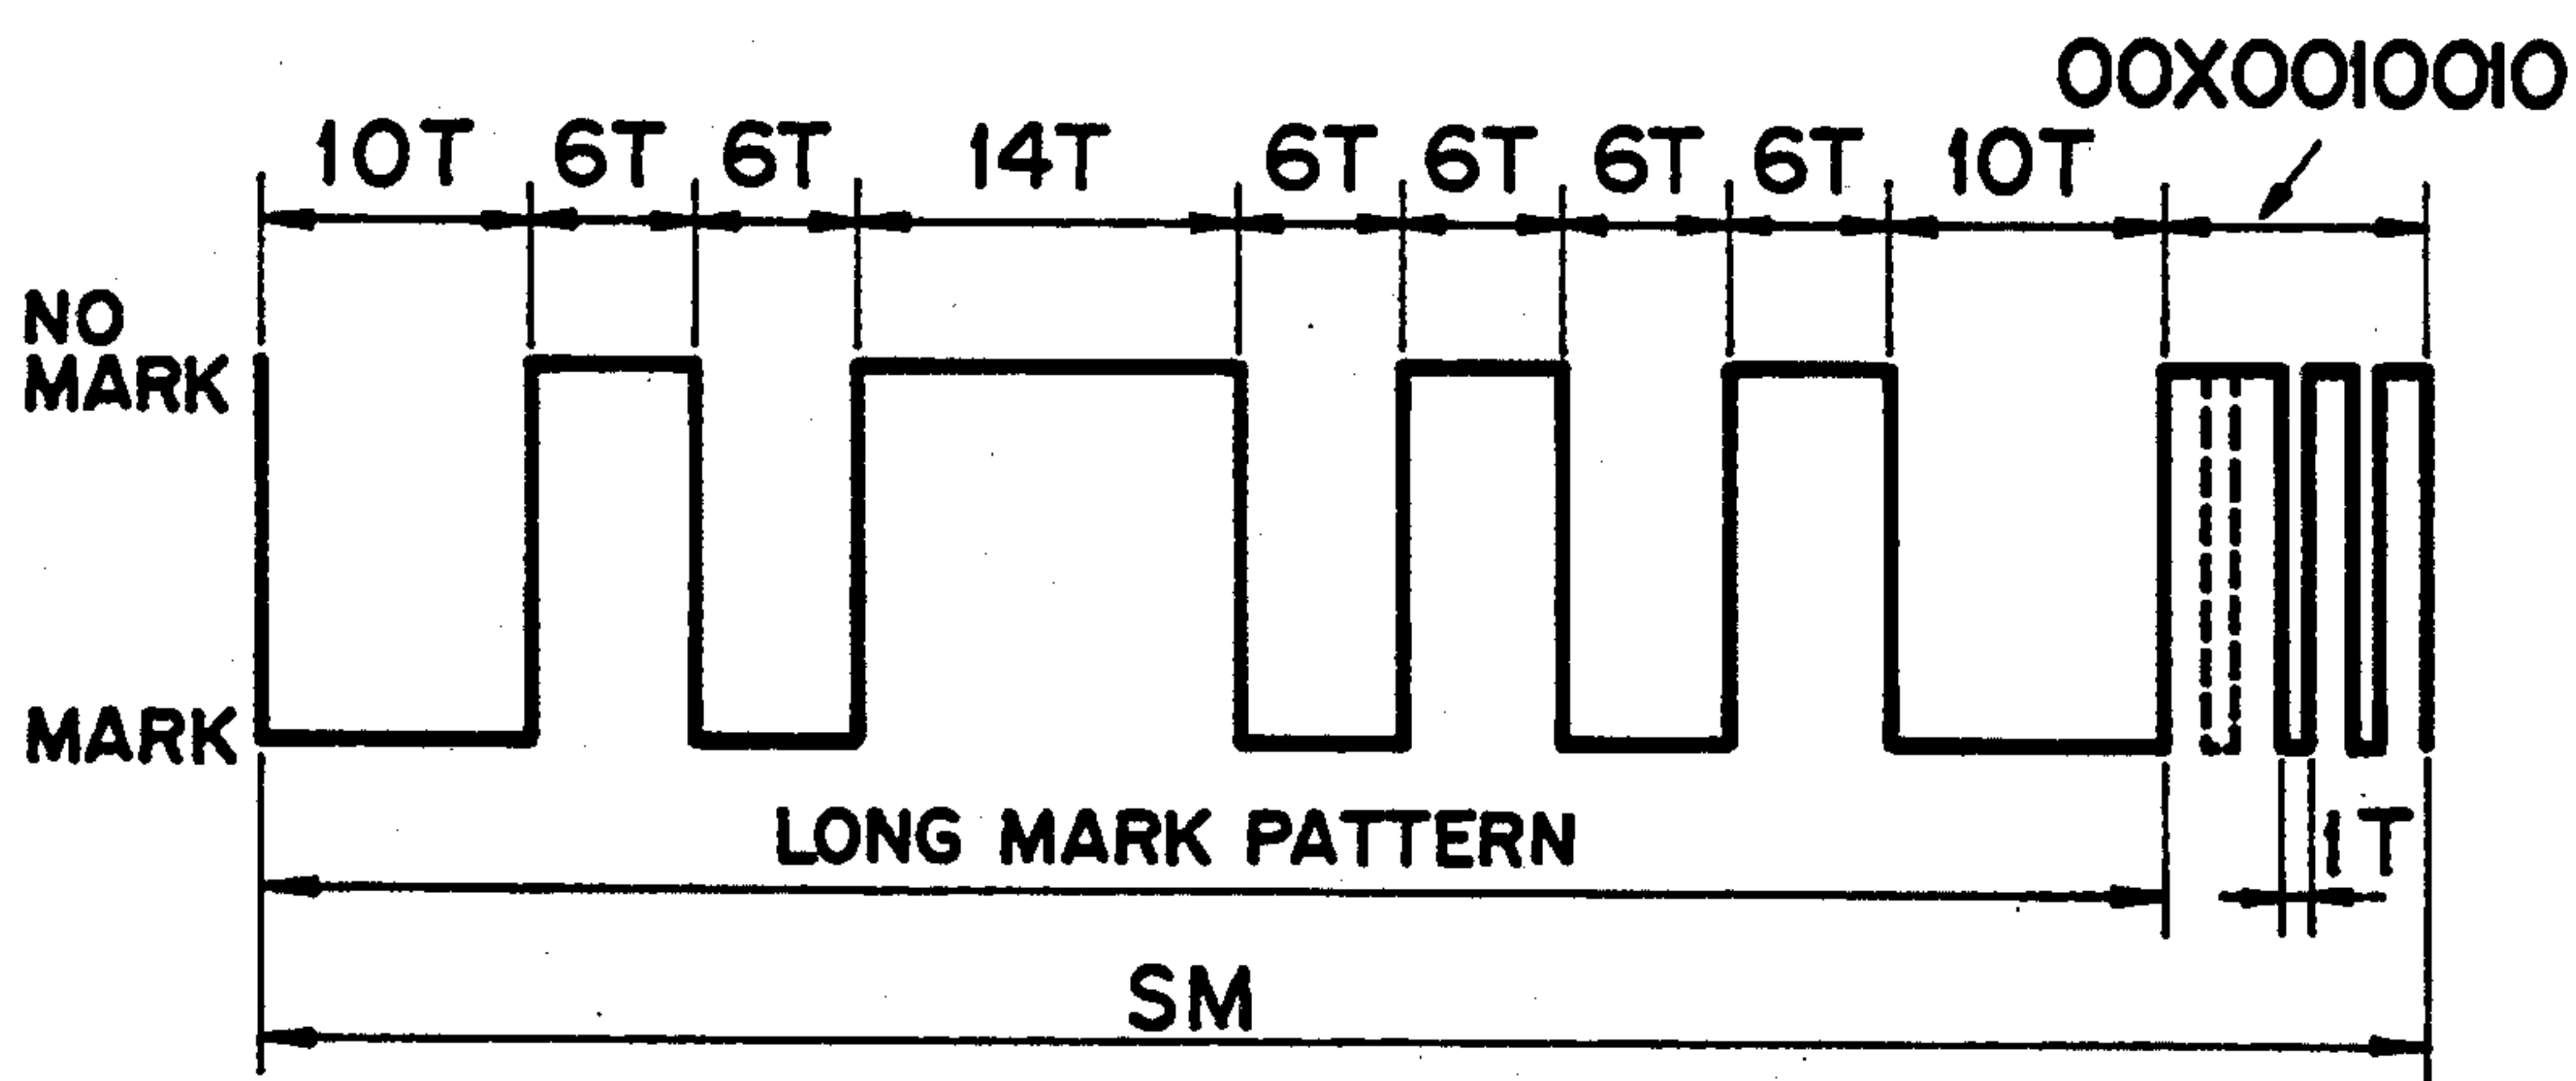 00X0010010
10T 6T 6T 14T 6T 6T 6T 6T 10T
NO
MARK
MARK
LONG MARK PATTERN
1T
SM